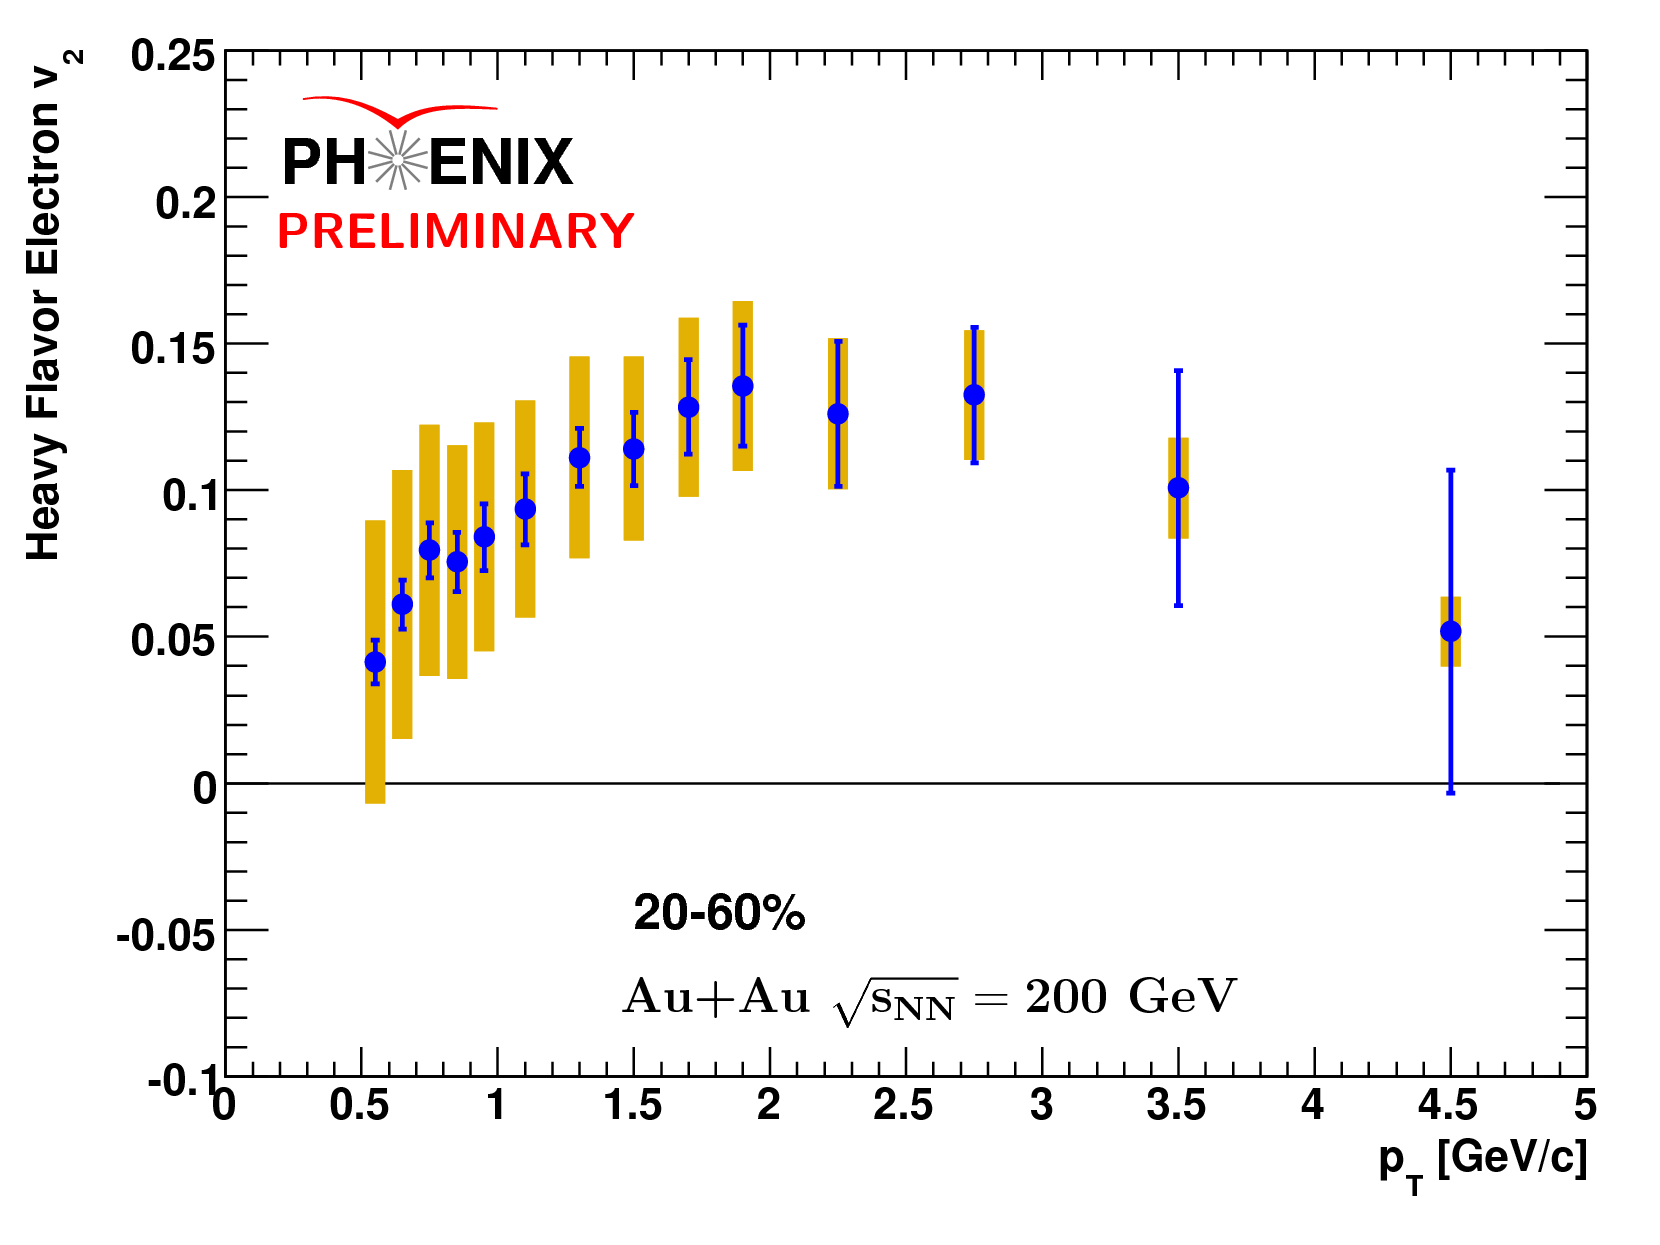 Heavy Flavor Electron v2
0.25
0.2
0.15
0.1
0.05
0
-0.05
-0.1
PHENIX
PRELIMINARY
20-60%
Au+Au √sNN = 200 GeV
0 0.5 1 1.5 2 2.5 3 3.5 4 4.5 5
pT [GeV/c]